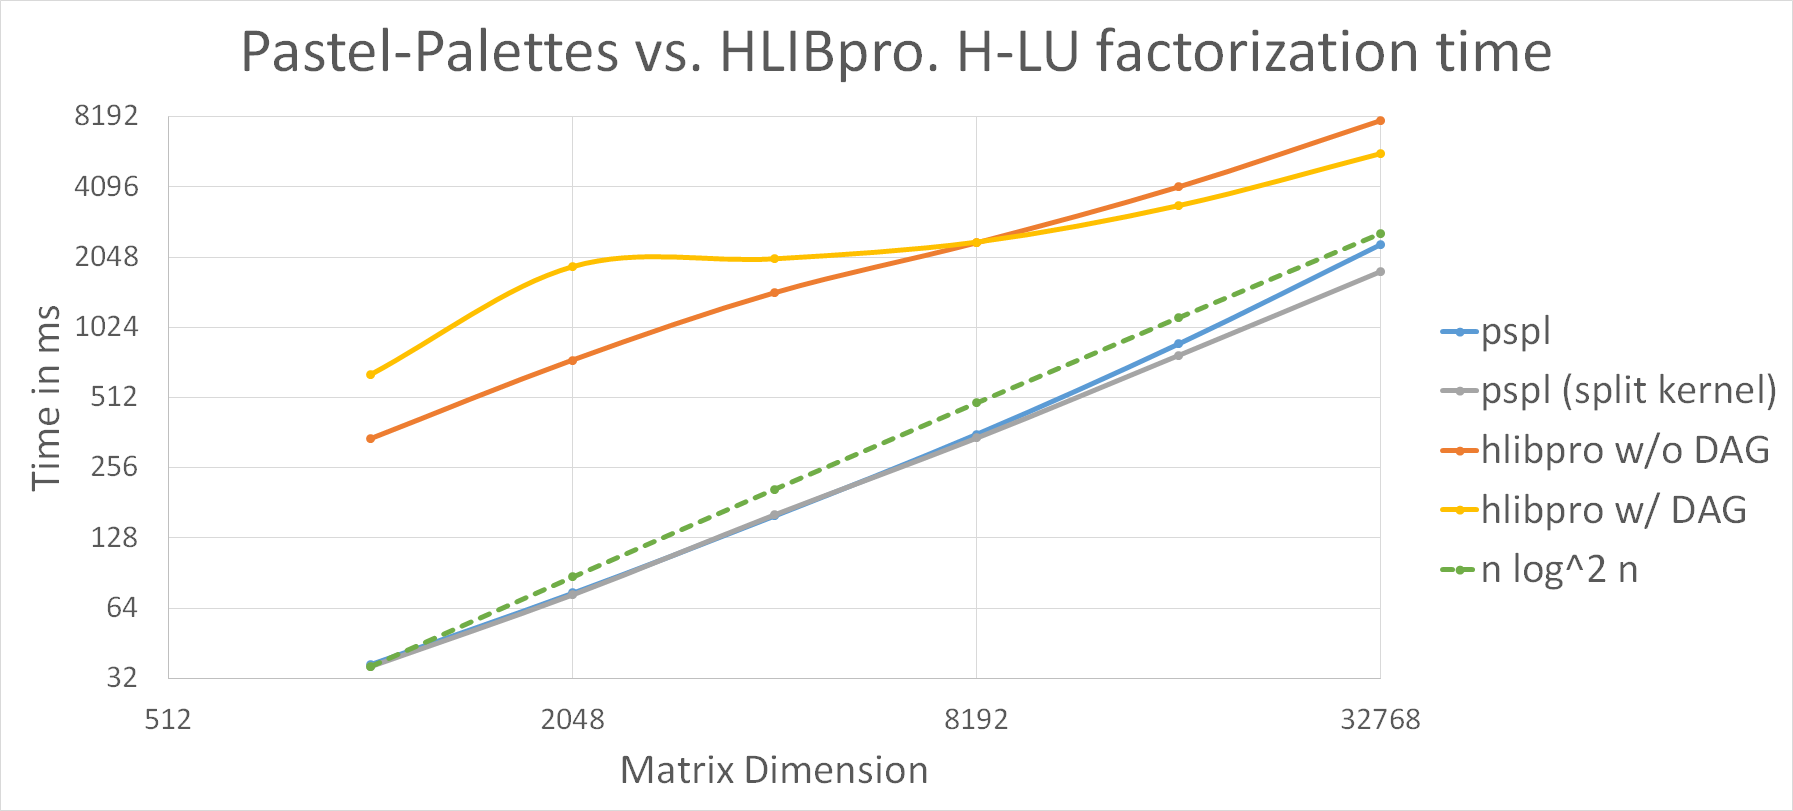 Pastel-Palettes vs. HLIBpro. H-LU factorization time
8192
4096
2048
1024
512
256
128
64
32
Time in ms
512
2048
8192
32768
Matrix Dimension
pspl
pspl (split kernel)
hlibpro w/o DAG
hlibpro w/ DAG
n log^2 n